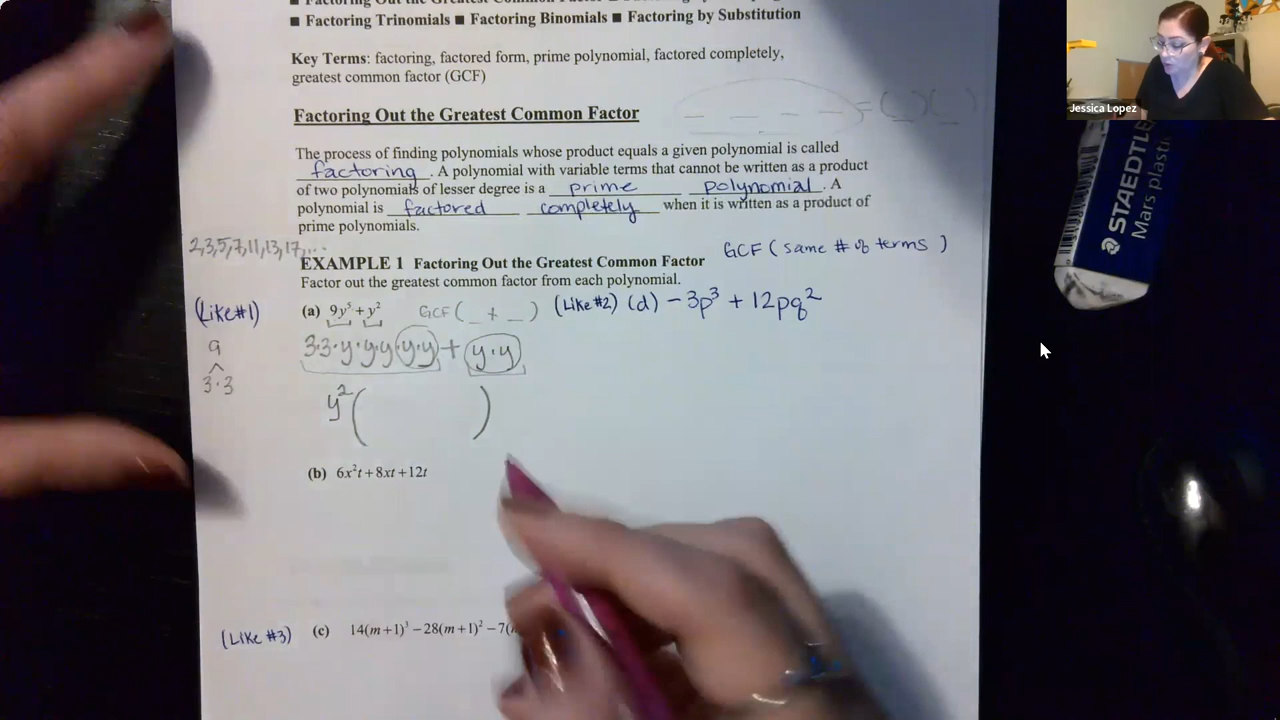 ■ Factoring Out the Greatest Common Factor ■
■ Factoring Trinomials ■ Factoring Binomials ■ Factoring by Substitution
Key Terms: factoring, factored form, prime polynomial, factored completely,
greatest common factor (GCF)
Factoring Out the Greatest Common Factor
= ( ) ( )
The process of finding polynomials whose product equals a given polynomial is called
factoring. A polynomial with variable terms that cannot be written as a product
of two polynomials of lesser degree is a prime polynomial. A
polynomial is factored completely when it is written as a product of
prime polynomials.
2,3,5,7,11,13,17,...
GCF (same # of terms)
EXAMPLE 1 Factoring Out the Greatest Common Factor
Factor out the greatest common factor from each polynomial.
(Like #1) (a) 9y⁵ + y² GCF ( _ + _ ) (Like #2) (d) −3p³ + 12pq²
9
3·3
3·3·y·y·y·y·y + y·y
y² ( )
(b) 6x²t + 8xt + 12t
(Like #3) (c) 14(m+1)³ − 28(m+1)² − 7(
Jessica Lopez
STAEDTLER
Mars plastic